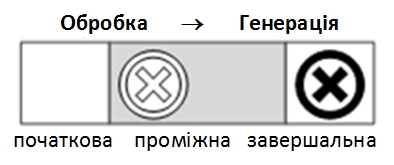 Обробка → Генерація
початкова проміжна завершальна